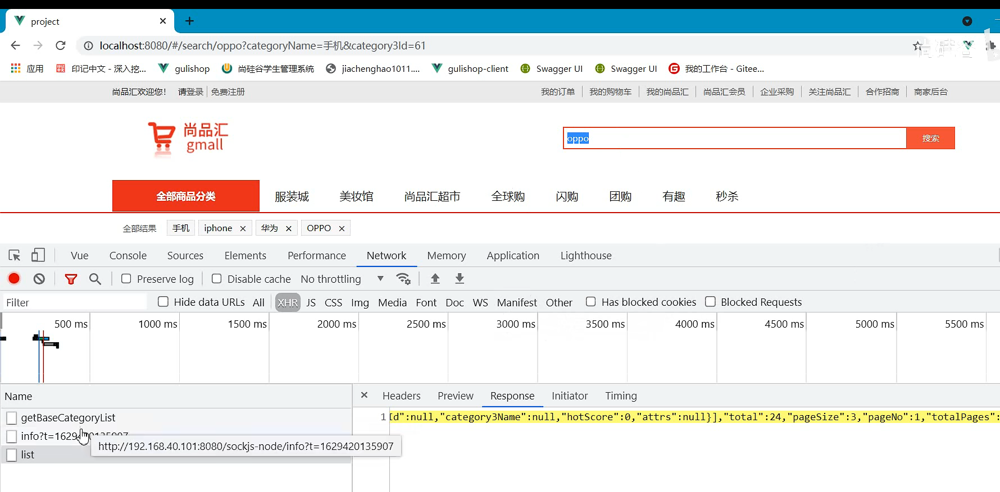 project
localhost:8080/#/search/oppo?categoryName=手机&category3Id=61
应用 印记中文 - 深入挖... gulishop 尚硅谷学生管理系统 jiachenghao1011.... gulishop-client Swagger UI Swagger UI 我的工作台 - Gitee...
尚品汇欢迎您! 请登录 免费注册 我的订单 我的购物车 我的尚品汇 尚品汇会员 企业采购 关注尚品汇 合作招商 商家后台
尚品汇
gmall
oppo 搜索
全部商品分类 服装城 美妆馆 尚品汇超市 全球购 闪购 团购 有趣 秒杀
全部结果 手机 iphone × 华为 × OPPO ×
Vue Console Sources Elements Performance Network Memory Application Lighthouse
Preserve log Disable cache No throttling
Filter Hide data URLs All XHR JS CSS Img Media Font Doc WS Manifest Other Has blocked cookies Blocked Requests
500 ms 1000 ms 1500 ms 2000 ms 2500 ms 3000 ms 3500 ms 4000 ms 4500 ms 5000 ms 5500 ms
Name Headers Preview Response Initiator Timing
getBaseCategoryList
1 Id":null,"category3Name":null,"hotScore":0,"attrs":null}],"total":24,"pageSize":3,"pageNo":1,"totalPages":
info?t=1629420135907
http://192.168.40.101:8080/sockjs-node/info?t=1629420135907
list